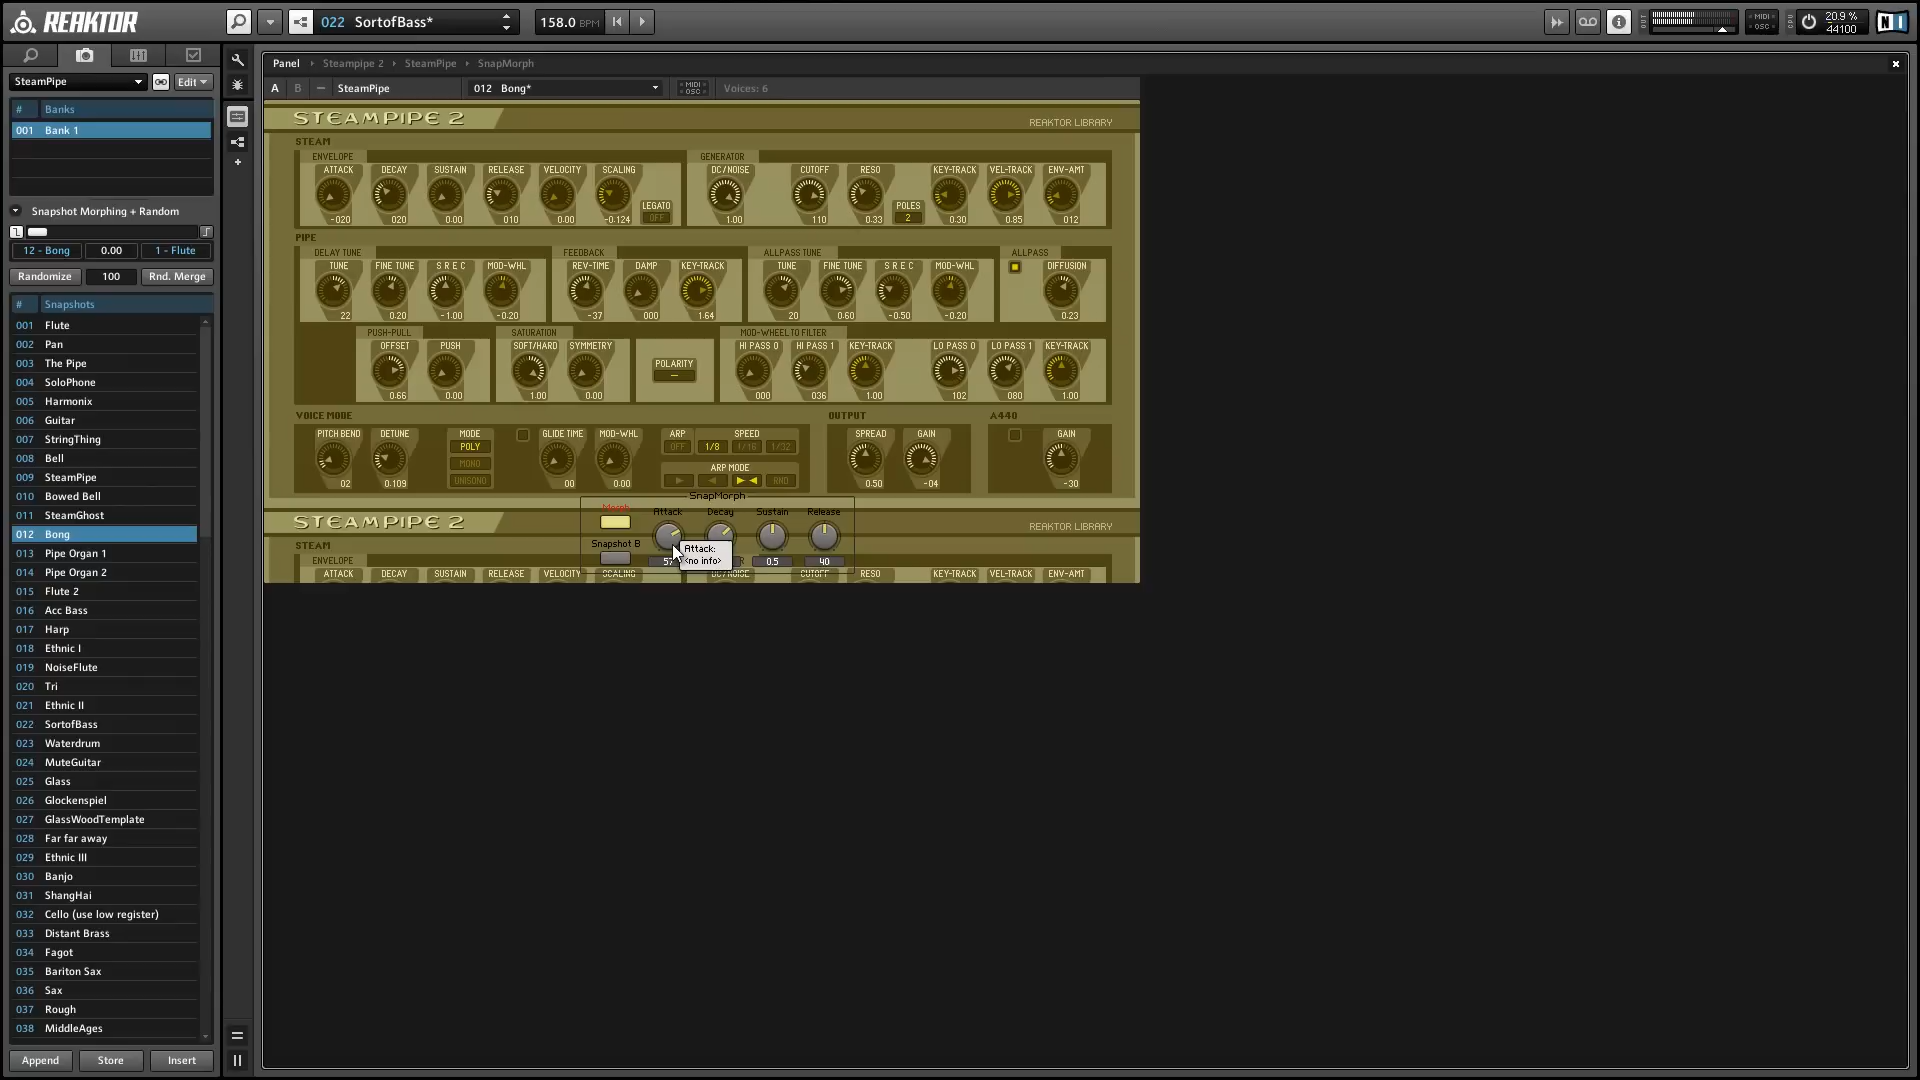 REAKTOR
022 SortofBass*
158.0 BPM
OUT
MIDI OSC
CPU
20.9 %
44100
SteamPipe
Edit
# Banks
001 Bank 1
Snapshot Morphing + Random
12 - Bong 0.00 1 - Flute
Randomize 100 Rnd. Merge
# Snapshots
001 Flute
002 Pan
003 The Pipe
004 SoloPhone
005 Harmonix
006 Guitar
007 StringThing
008 Bell
009 SteamPipe
010 Bowed Bell
011 SteamGhost
012 Bong
013 Pipe Organ 1
014 Pipe Organ 2
015 Flute 2
016 Acc Bass
017 Harp
018 Ethnic I
019 NoiseFlute
020 Tri
021 Ethnic II
022 SortofBass
023 Waterdrum
024 MuteGuitar
025 Glass
026 Glockenspiel
027 GlassWoodTemplate
028 Far far away
029 Ethnic III
030 Banjo
031 ShangHai
032 Cello (use low register)
033 Distant Brass
034 Fagot
035 Bariton Sax
036 Sax
037 Rough
038 MiddleAges
Append Store Insert
Panel Steampipe 2 SteamPipe SnapMorph
A B SteamPipe 012 Bong* MIDI OSC Voices: 6
STEAMPIPE 2 REAKTOR LIBRARY
STEAM
ENVELOPE GENERATOR
ATTACK DECAY SUSTAIN RELEASE VELOCITY SCALING DC/NOISE CUTOFF RESO KEY-TRACK VEL-TRACK ENV-AMT
LEGATO POLES
OFF 2
-020 020 0.00 010 0.00 -0.124 1.00 110 0.33 0.30 0.85 012
PIPE
DELAY TUNE FEEDBACK ALLPASS TUNE ALLPASS
TUNE FINE TUNE S R E C MOD-WHL REV-TIME DAMP KEY-TRACK TUNE FINE TUNE S R E C MOD-WHL DIFFUSION
22 0.20 -1.00 -0.20 -37 000 1.64 20 0.60 -0.50 -0.20 0.23
PUSH-PULL SATURATION MOD-WHEEL TO FILTER
OFFSET PUSH SOFT/HARD SYMMETRY HI PASS 0 HI PASS 1 KEY-TRACK LO PASS 0 LO PASS 1 KEY-TRACK
POLARITY
0.66 0.00 1.00 0.00 000 036 1.00 102 080 1.00
VOICE MODE OUTPUT A440
PITCH BEND DETUNE MODE GLIDE TIME MOD-WHL ARP SPEED SPREAD GAIN GAIN
POLY OFF 1/8 1/16 1/32
MONO ARP MODE
UNISONO RND
02 0.109 00 0.00 0.50 -04 -30
SnapMorph
Morph Attack Decay Sustain Release
STEAMPIPE 2 REAKTOR LIBRARY
Snapshot B
STEAM
Attack:
<no info>
57 0.5 40
ENVELOPE
ATTACK DECAY SUSTAIN RELEASE VELOCITY SCALING DC/NOISE CUTOFF RESO KEY-TRACK VEL-TRACK ENV-AMT